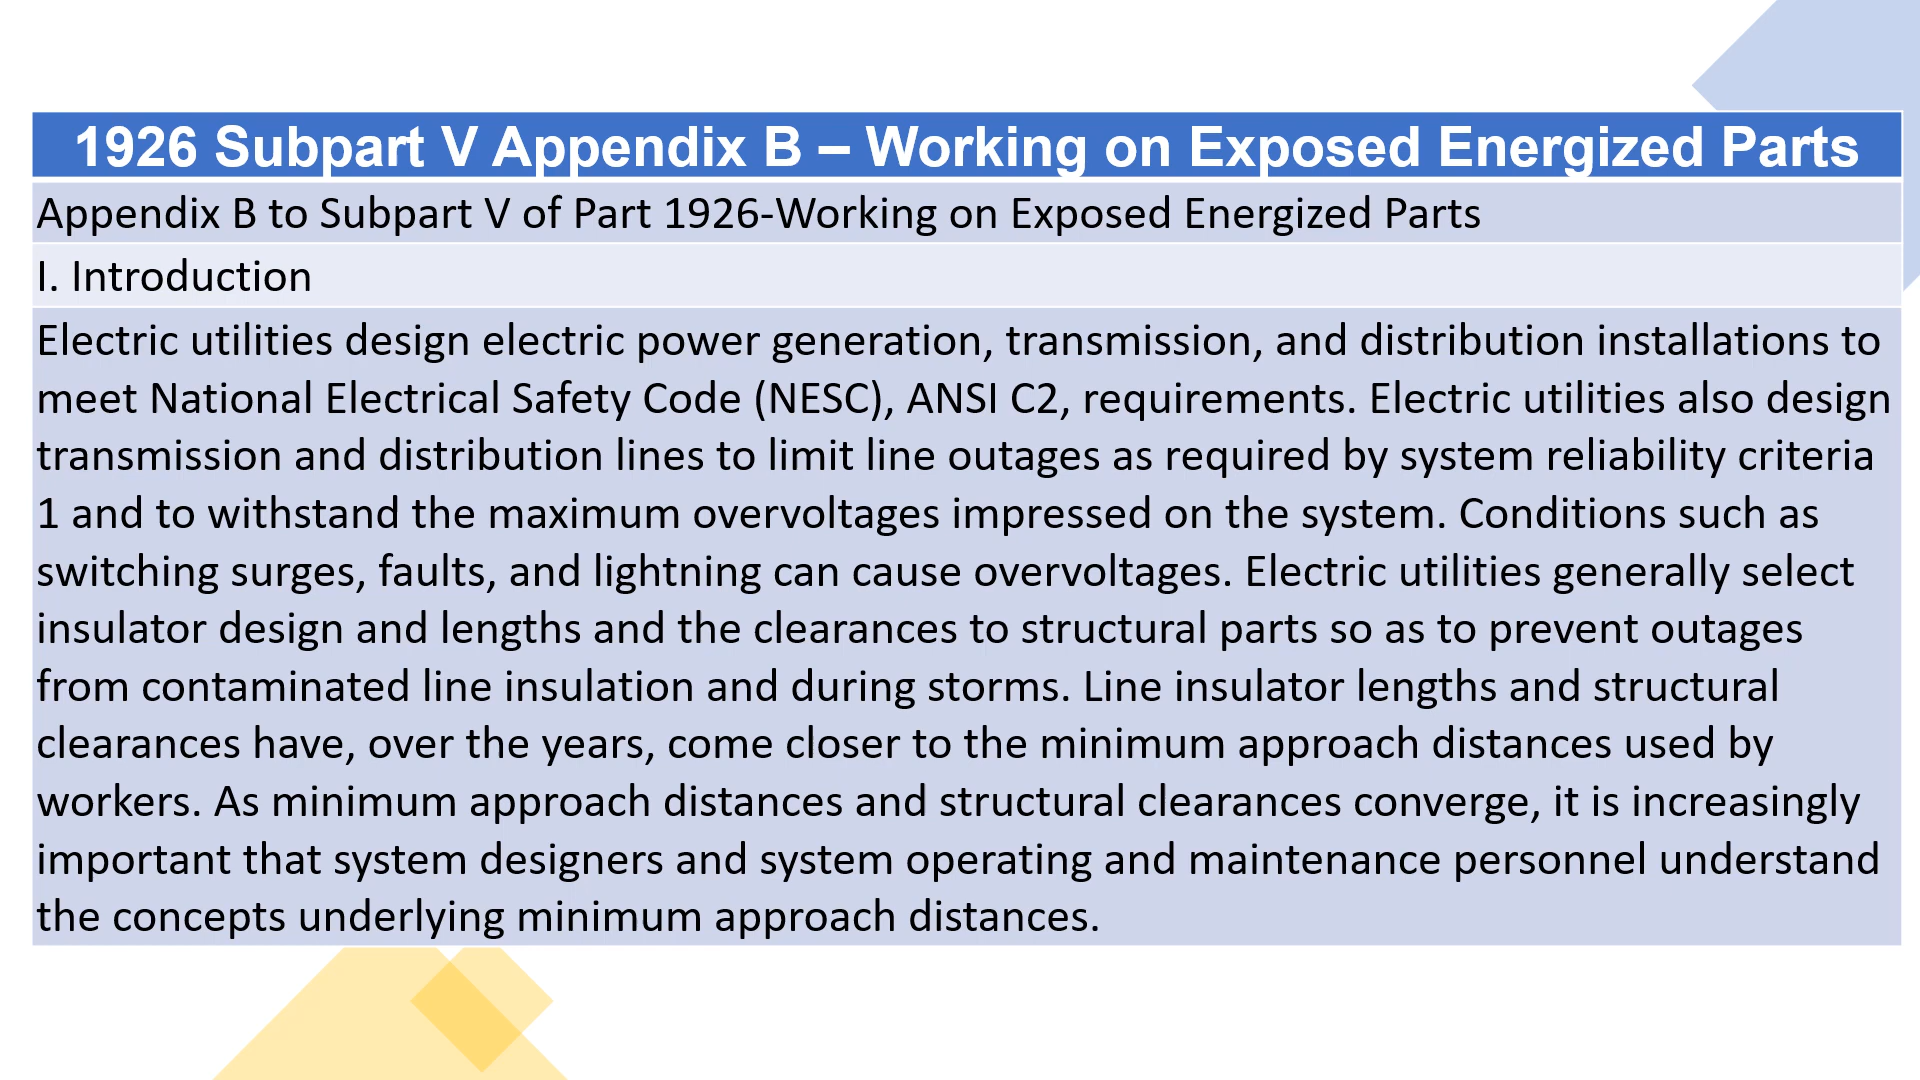 1926 Subpart V Appendix B – Working on Exposed Energized Parts
Appendix B to Subpart V of Part 1926-Working on Exposed Energized Parts
I. Introduction
Electric utilities design electric power generation, transmission, and distribution installations to
meet National Electrical Safety Code (NESC), ANSI C2, requirements. Electric utilities also design
transmission and distribution lines to limit line outages as required by system reliability criteria
1 and to withstand the maximum overvoltages impressed on the system. Conditions such as
switching surges, faults, and lightning can cause overvoltages. Electric utilities generally select
insulator design and lengths and the clearances to structural parts so as to prevent outages
from contaminated line insulation and during storms. Line insulator lengths and structural
clearances have, over the years, come closer to the minimum approach distances used by
workers. As minimum approach distances and structural clearances converge, it is increasingly
important that system designers and system operating and maintenance personnel understand
the concepts underlying minimum approach distances.